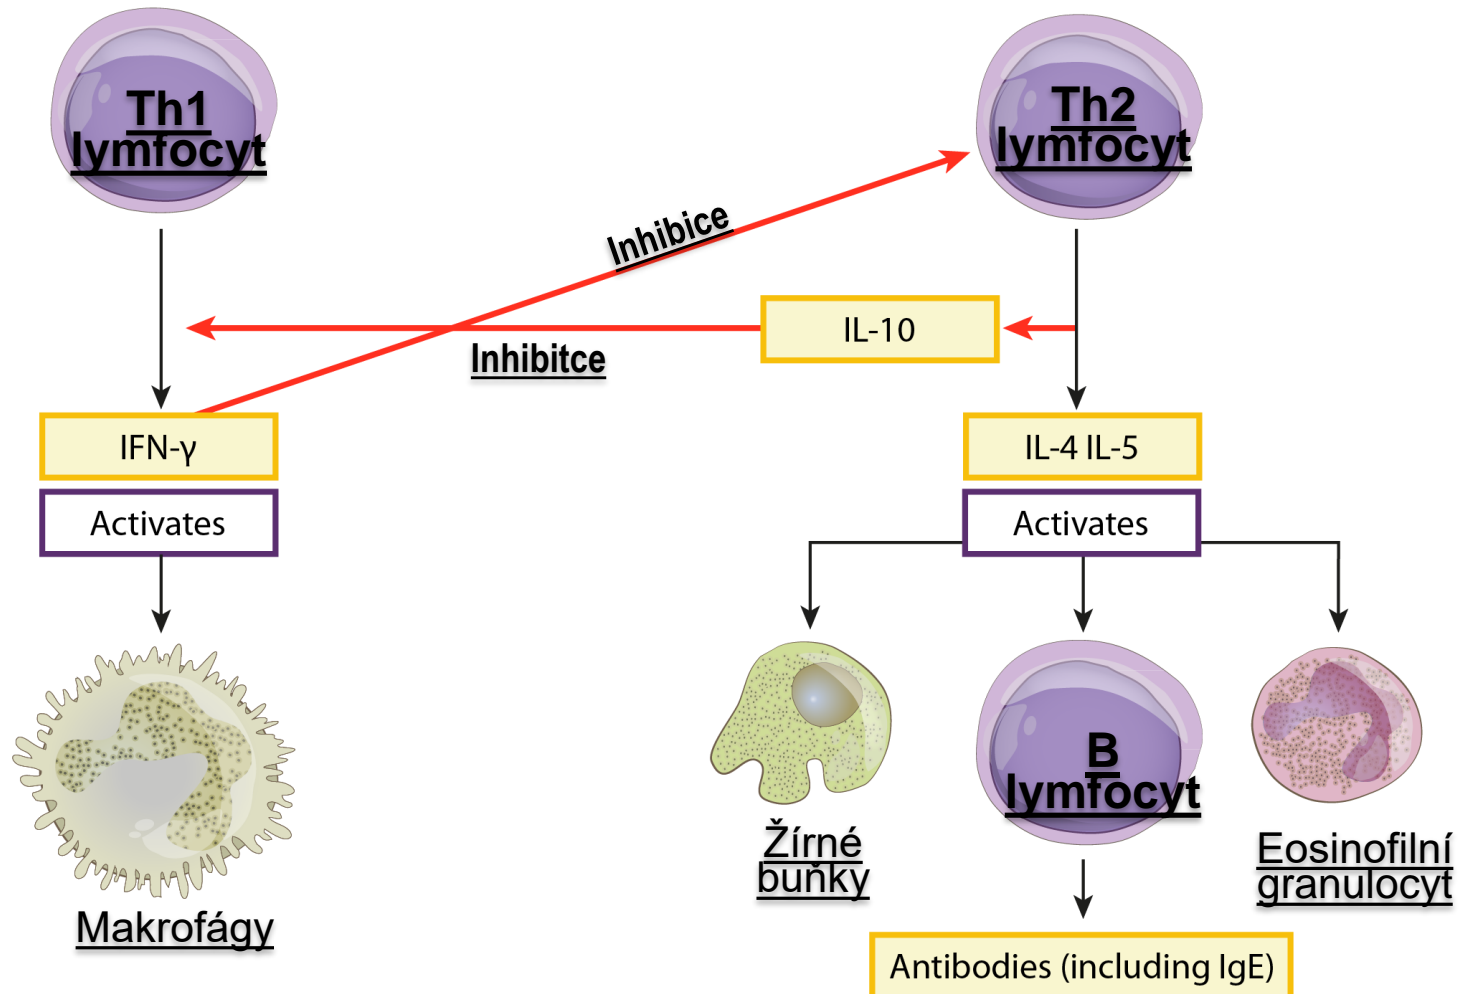 Th1
lymfocyt
Th2
lymfocyt
Inhibice
IL-10
Inhibitce
IFN-γ
IL-4 IL-5
Activates
Activates
B
lymfocyt
Žírné
buňky
Eosinofilní
granulocyt
Makrofágy
Antibodies (including IgE)